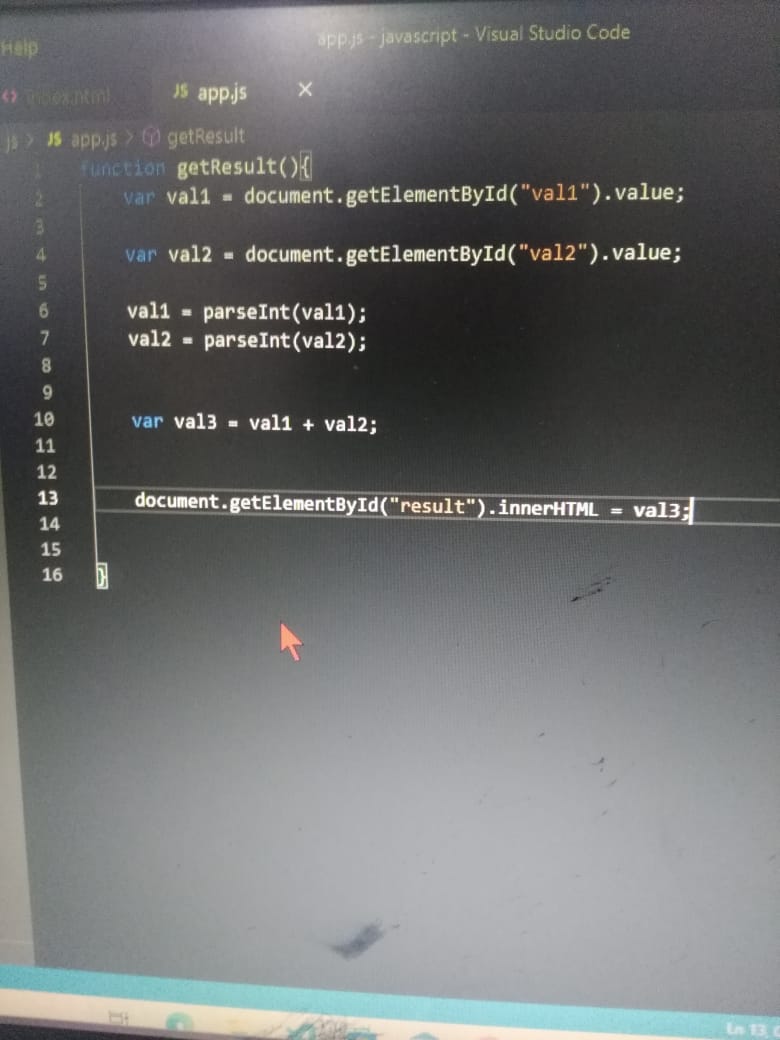 Help
app.js - javascript - Visual Studio Code
<> index.html
JS app.js ×
js > JS app.js > getResult
1 function getResult(){
2 var val1 = document.getElementById("val1").value;
3
4 var val2 = document.getElementById("val2").value;
5
6 val1 = parseInt(val1);
7 val2 = parseInt(val2);
8
9
10 var val3 = val1 + val2;
11
12
13 document.getElementById("result").innerHTML = val3;
14
15
16 }
Ln 13,